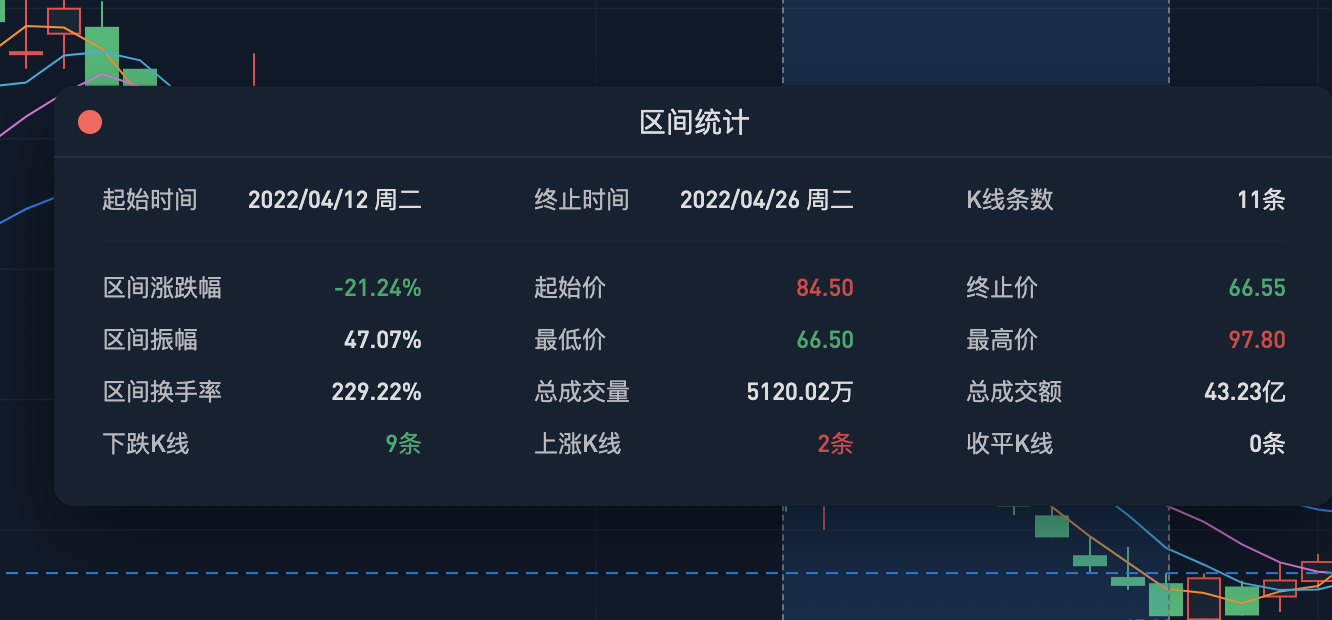 区间统计
起始时间 2022/04/12 周二 终止时间 2022/04/26 周二 K线条数 11条
区间涨跌幅 -21.24% 起始价 84.50 终止价 66.55
区间振幅 47.07% 最低价 66.50 最高价 97.80
区间换手率 229.22% 总成交量 5120.02万 总成交额 43.23亿
下跌K线 9条 上涨K线 2条 收平K线 0条